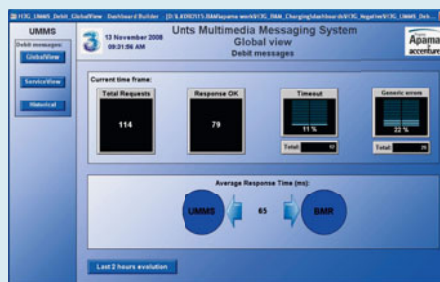 UMMS
Debit messages:
GlobalView
ServiceView
Historical
3
13 November 2008
09:31:56 AM
Unts Multimedia Messaging System
Global view
Debit messages
Apama
accenture
Current time frame:
Total Requests
114
Response OK
79
Timeout
11 %
Total:
Generic errors
22 %
Total:
Average Response Time (ms):
UMMS
65
BMR
Last 2 hours evolution